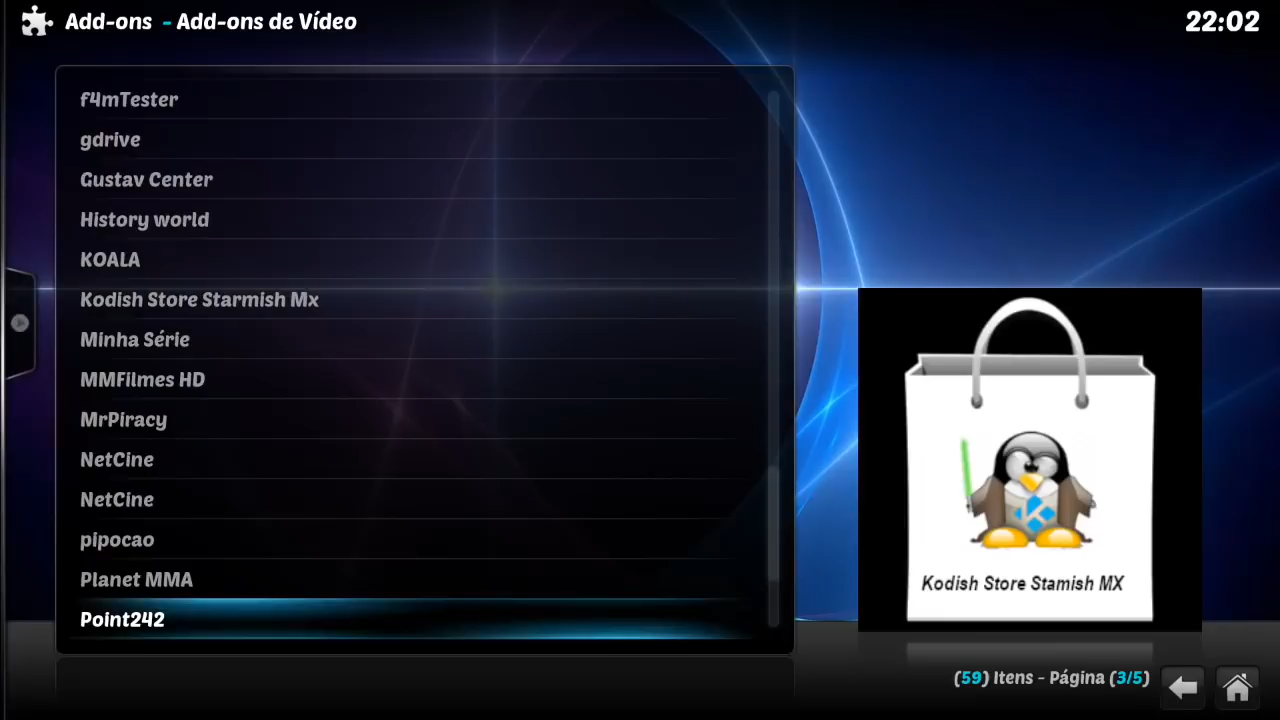 Add-ons - Add-ons de Vídeo
22:02
f4mTester
gdrive
Gustav Center
History world
KOALA
Kodish Store Starmish Mx
Minha Série
MMFilmes HD
MrPiracy
NetCine
NetCine
pipocao
Planet MMA
Point242
Kodish Store Stamish MX
(59) Itens - Página (3/5)